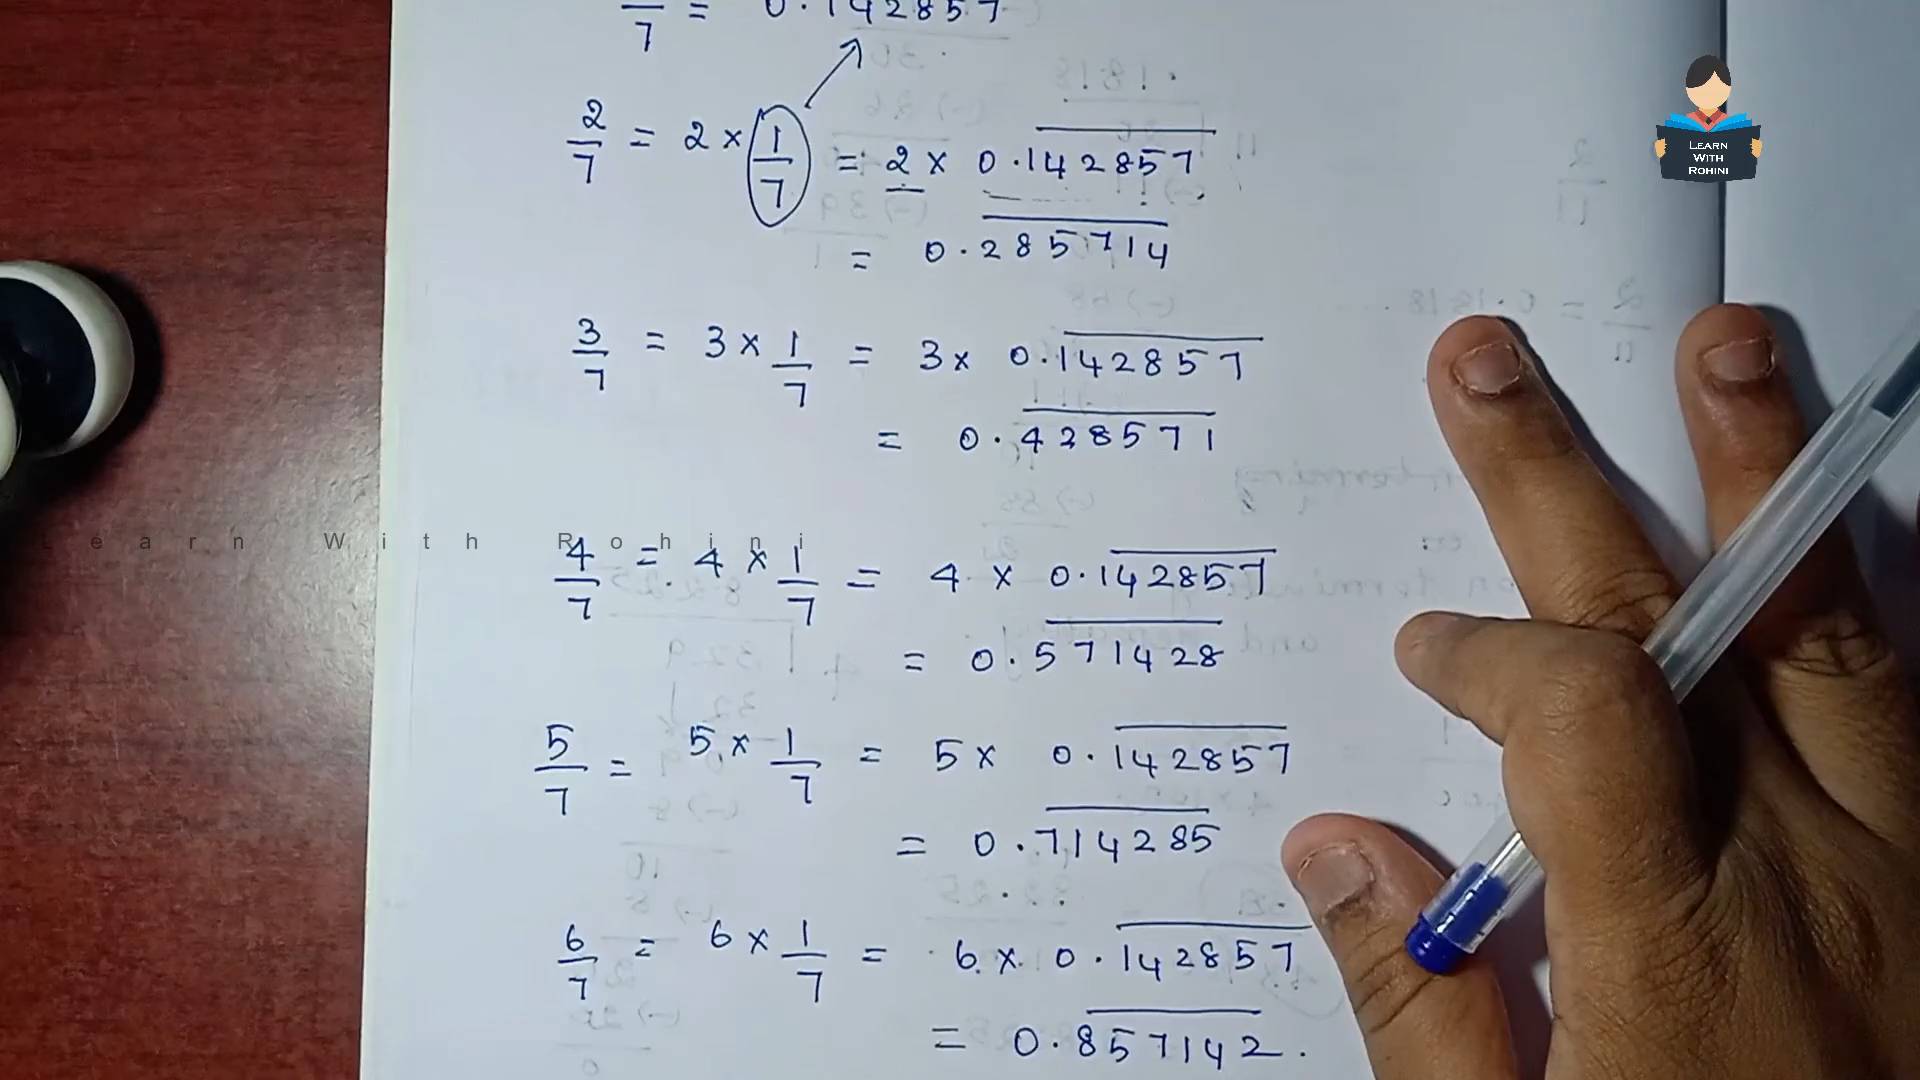 /7 = 0.142857
2/7 = 2 × 1/7 = 2 × 0.142857
= 0.285714
3/7 = 3 × 1/7 = 3 × 0.142857
= 0.428571
4/7 = 4 × 1/7 = 4 × 0.142857
= 0.571428
5/7 = 5 × 1/7 = 5 × 0.142857
= 0.714285
6/7 = 6 × 1/7 = 6 × 0.142857
= 0.857142.
LEARN
WITH
ROHINI
Learn With Rohini